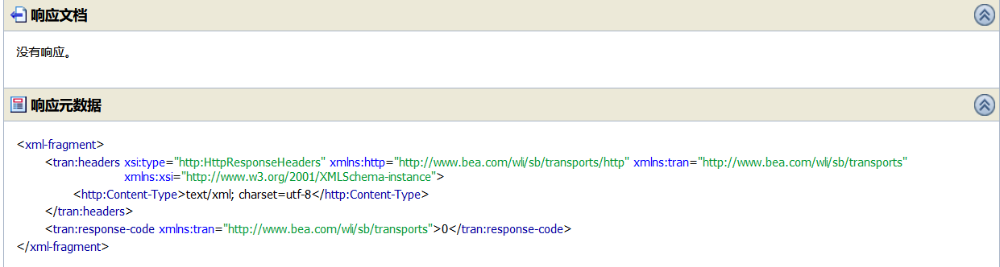 响应文档
没有响应。
响应元数据
<xml-fragment>
<tran:headers xsi:type="http:HttpResponseHeaders" xmlns:http="http://www.bea.com/wli/sb/transports/http" xmlns:tran="http://www.bea.com/wli/sb/transports"
xmlns:xsi="http://www.w3.org/2001/XMLSchema-instance">
<http:Content-Type>text/xml; charset=utf-8</http:Content-Type>
</tran:headers>
<tran:response-code xmlns:tran="http://www.bea.com/wli/sb/transports">0</tran:response-code>
</xml-fragment>